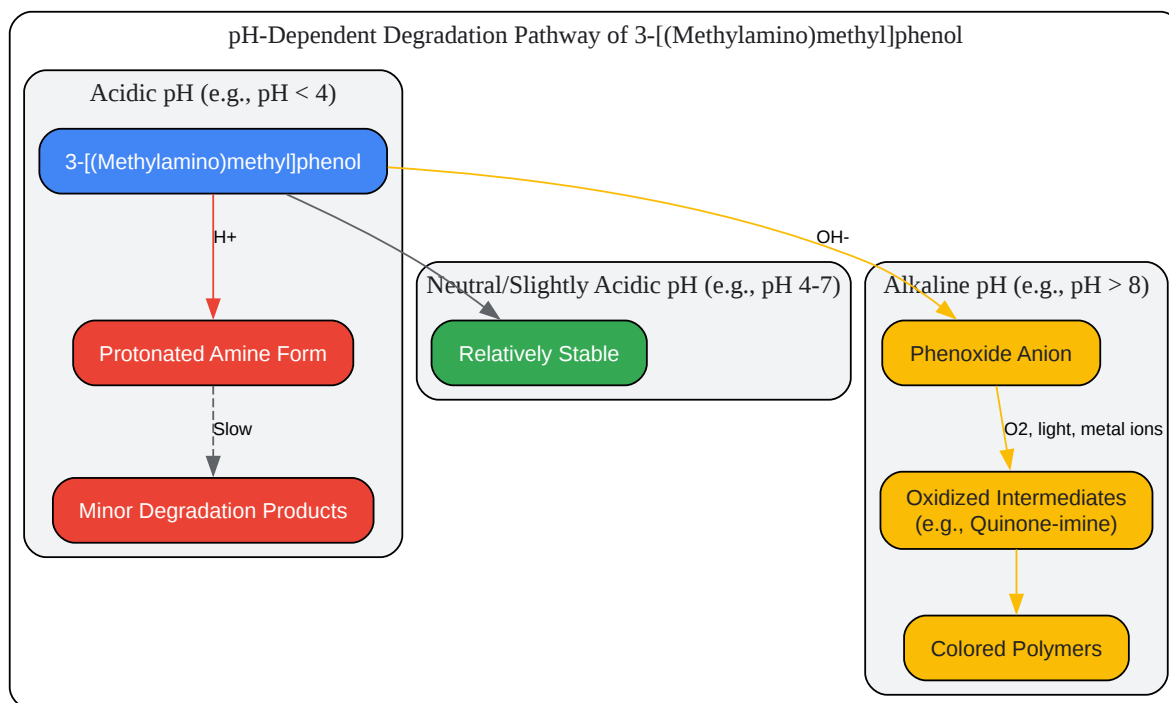 pH-Dependent Degradation Pathway of 3-[(Methylamino)methyl]phenol
Acidic pH (e.g., pH < 4)
3-[(Methylamino)methyl]phenol
H+
OH-
Neutral/Slightly Acidic pH (e.g., pH 4-7)
Alkaline pH (e.g., pH > 8)
Protonated Amine Form
Relatively Stable
Phenoxide Anion
Slow
O2, light, metal ions
Minor Degradation Products
Oxidized Intermediates
(e.g., Quinone-imine)
Colored Polymers